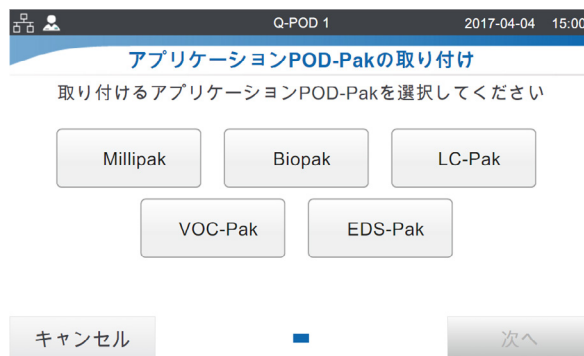 Q-POD 1 2017-04-04 15:00
アプリケーションPOD-Pakの取り付け
取り付けるアプリケーションPOD-Pakを選択してください
Millipak Biopak LC-Pak
VOC-Pak EDS-Pak
キャンセル 次へ